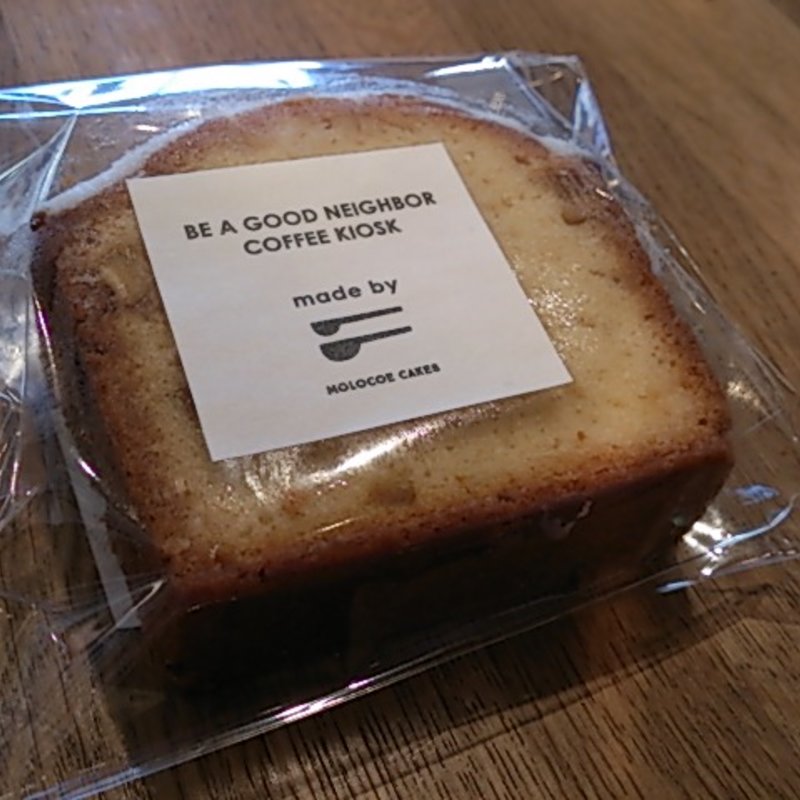 BE A GOOD NEIGHBOR
COFFEE KIOSK
made by
MOLOCOE CAKES